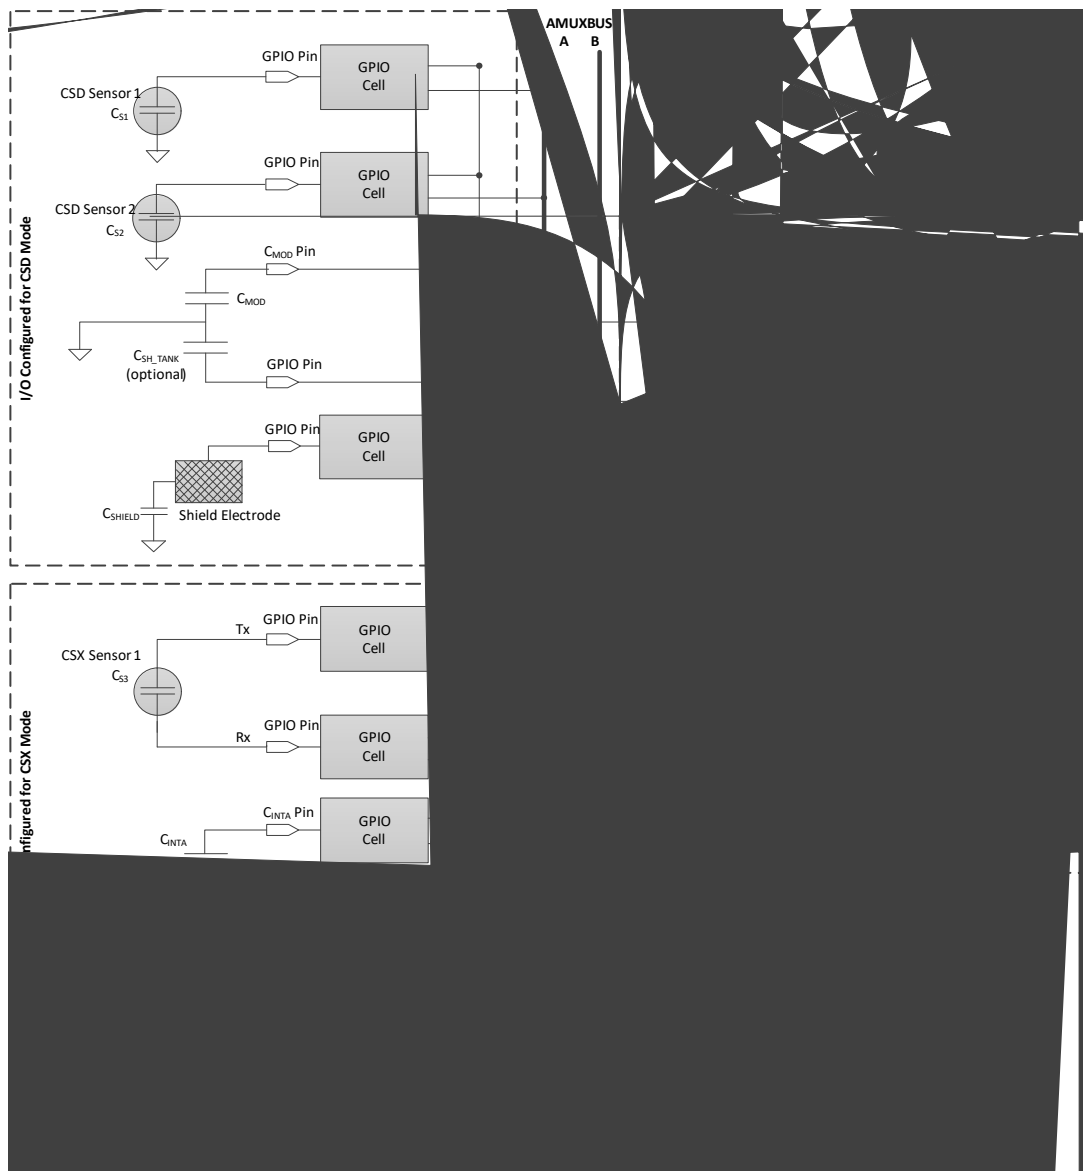 AMUXBUS
A B
GPIO Pin
GPIO
Cell
CSD Sensor 1
CS1
GPIO Pin
GPIO
Cell
CSD Sensor 2
CS2
I/O Configured for CSD Mode
CMOD Pin
CMOD
CSH_TANK
(optional)
GPIO Pin
GPIO Pin
GPIO
Cell
CSHIELD
Shield Electrode
GPIO Pin
Tx
GPIO
Cell
CSX Sensor 1
CS3
GPIO Pin
Rx
GPIO
Cell
nfigured for CSX Mode
CINTA Pin
GPIO
Cell
CINTA